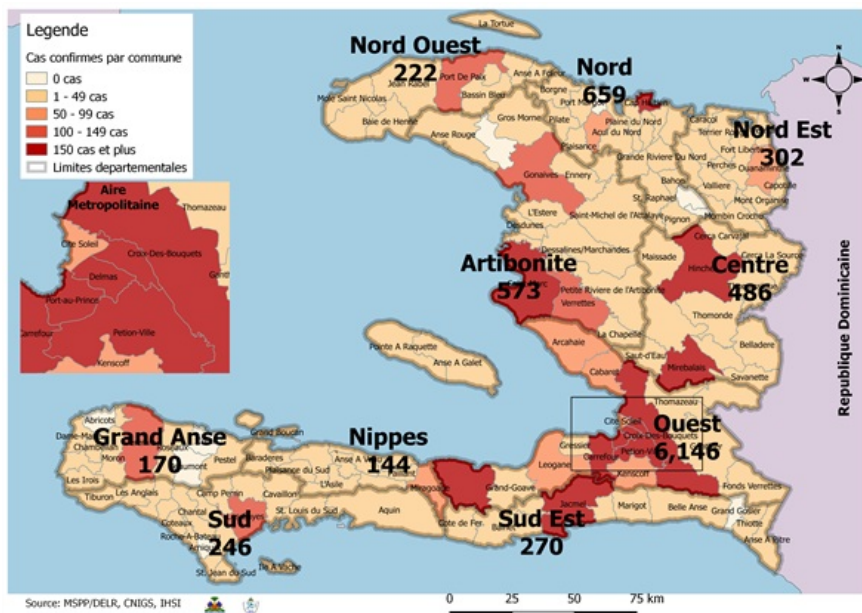 Legende
Cas confirmes par commune
0 cas
1 - 49 cas
50 - 99 cas
100 - 149 cas
150 cas et plus
Limites departementales
Aire
Metropolitaine
Thomazeau
Cite Soleil
Croix-Des-Bouquets
Delmas
Port-au-Prince
Carrefour
Petion-Ville
Kenscoff
La Tortue
Nord Ouest
222
Port De Paix
Jean Rabel
Anse A Foleur
Mole Saint Nicolas
Bassin Bleu
Baie de Henne
Anse Rouge
Gros Morne
Nord
659
Borgne
Port Margot
Pilate
Plaine du Nord
Acul du Nord
Plaisance
Grande Riviere Du Nord
Caracol
Nord Est
302
Fort Liberte
Perches
Ouanaminthe
Capotille
Valliere
Mont Organise
Mombin Crochu
Bahon
St. Raphael
Pignon
Gonaives
Ennery
L'Estere
Saint-Michel de l'Attalaye
Desdunes
Dessalines/Marchandes
Artibonite
573
Petite Riviere de l'Artibonite
Verrettes
La Chapelle
Cerca Carvajal
Maissade
Cerca La Source
Centre
486
Thomonde
Belladere
Saut-d'Eau
Mirebalais
Savanette
Arcahaie
Cabaret
Pointe A Raquette
Anse A Galet
Thomazeau
Cite Soleil
Ouest
6,146
Croix-Des-Bouquets
Gressier
Carrefour
Petion-Ville
Kenscoff
Leogane
Fonds Verrettes
Abricots
Grand Anse
170
Chambellan
Moron
Les Irois
Pestel
Grand Boucan
Baraderes
Plaisance du Sud
L'Asile
Nippes
144
Miragoane
Grand-Goave
Tiburon
Les Anglais
Camp Perrin
Cavaillon
Chantal
Coteaux
Roche-A-Bateau
St. Louis du Sud
Aquin
Sud
246
St. Jean du Sud
Ile A Vache
Cote de Fer
Jacmel
Sud Est
270
Marigot
Belle Anse
Grand Gosier
Thiotte
Anse A Pitre
Republique Dominicaine
N
W
E
S
Source: MSPP/DELR, CNIGS, IHSI
0 25 50 75 km